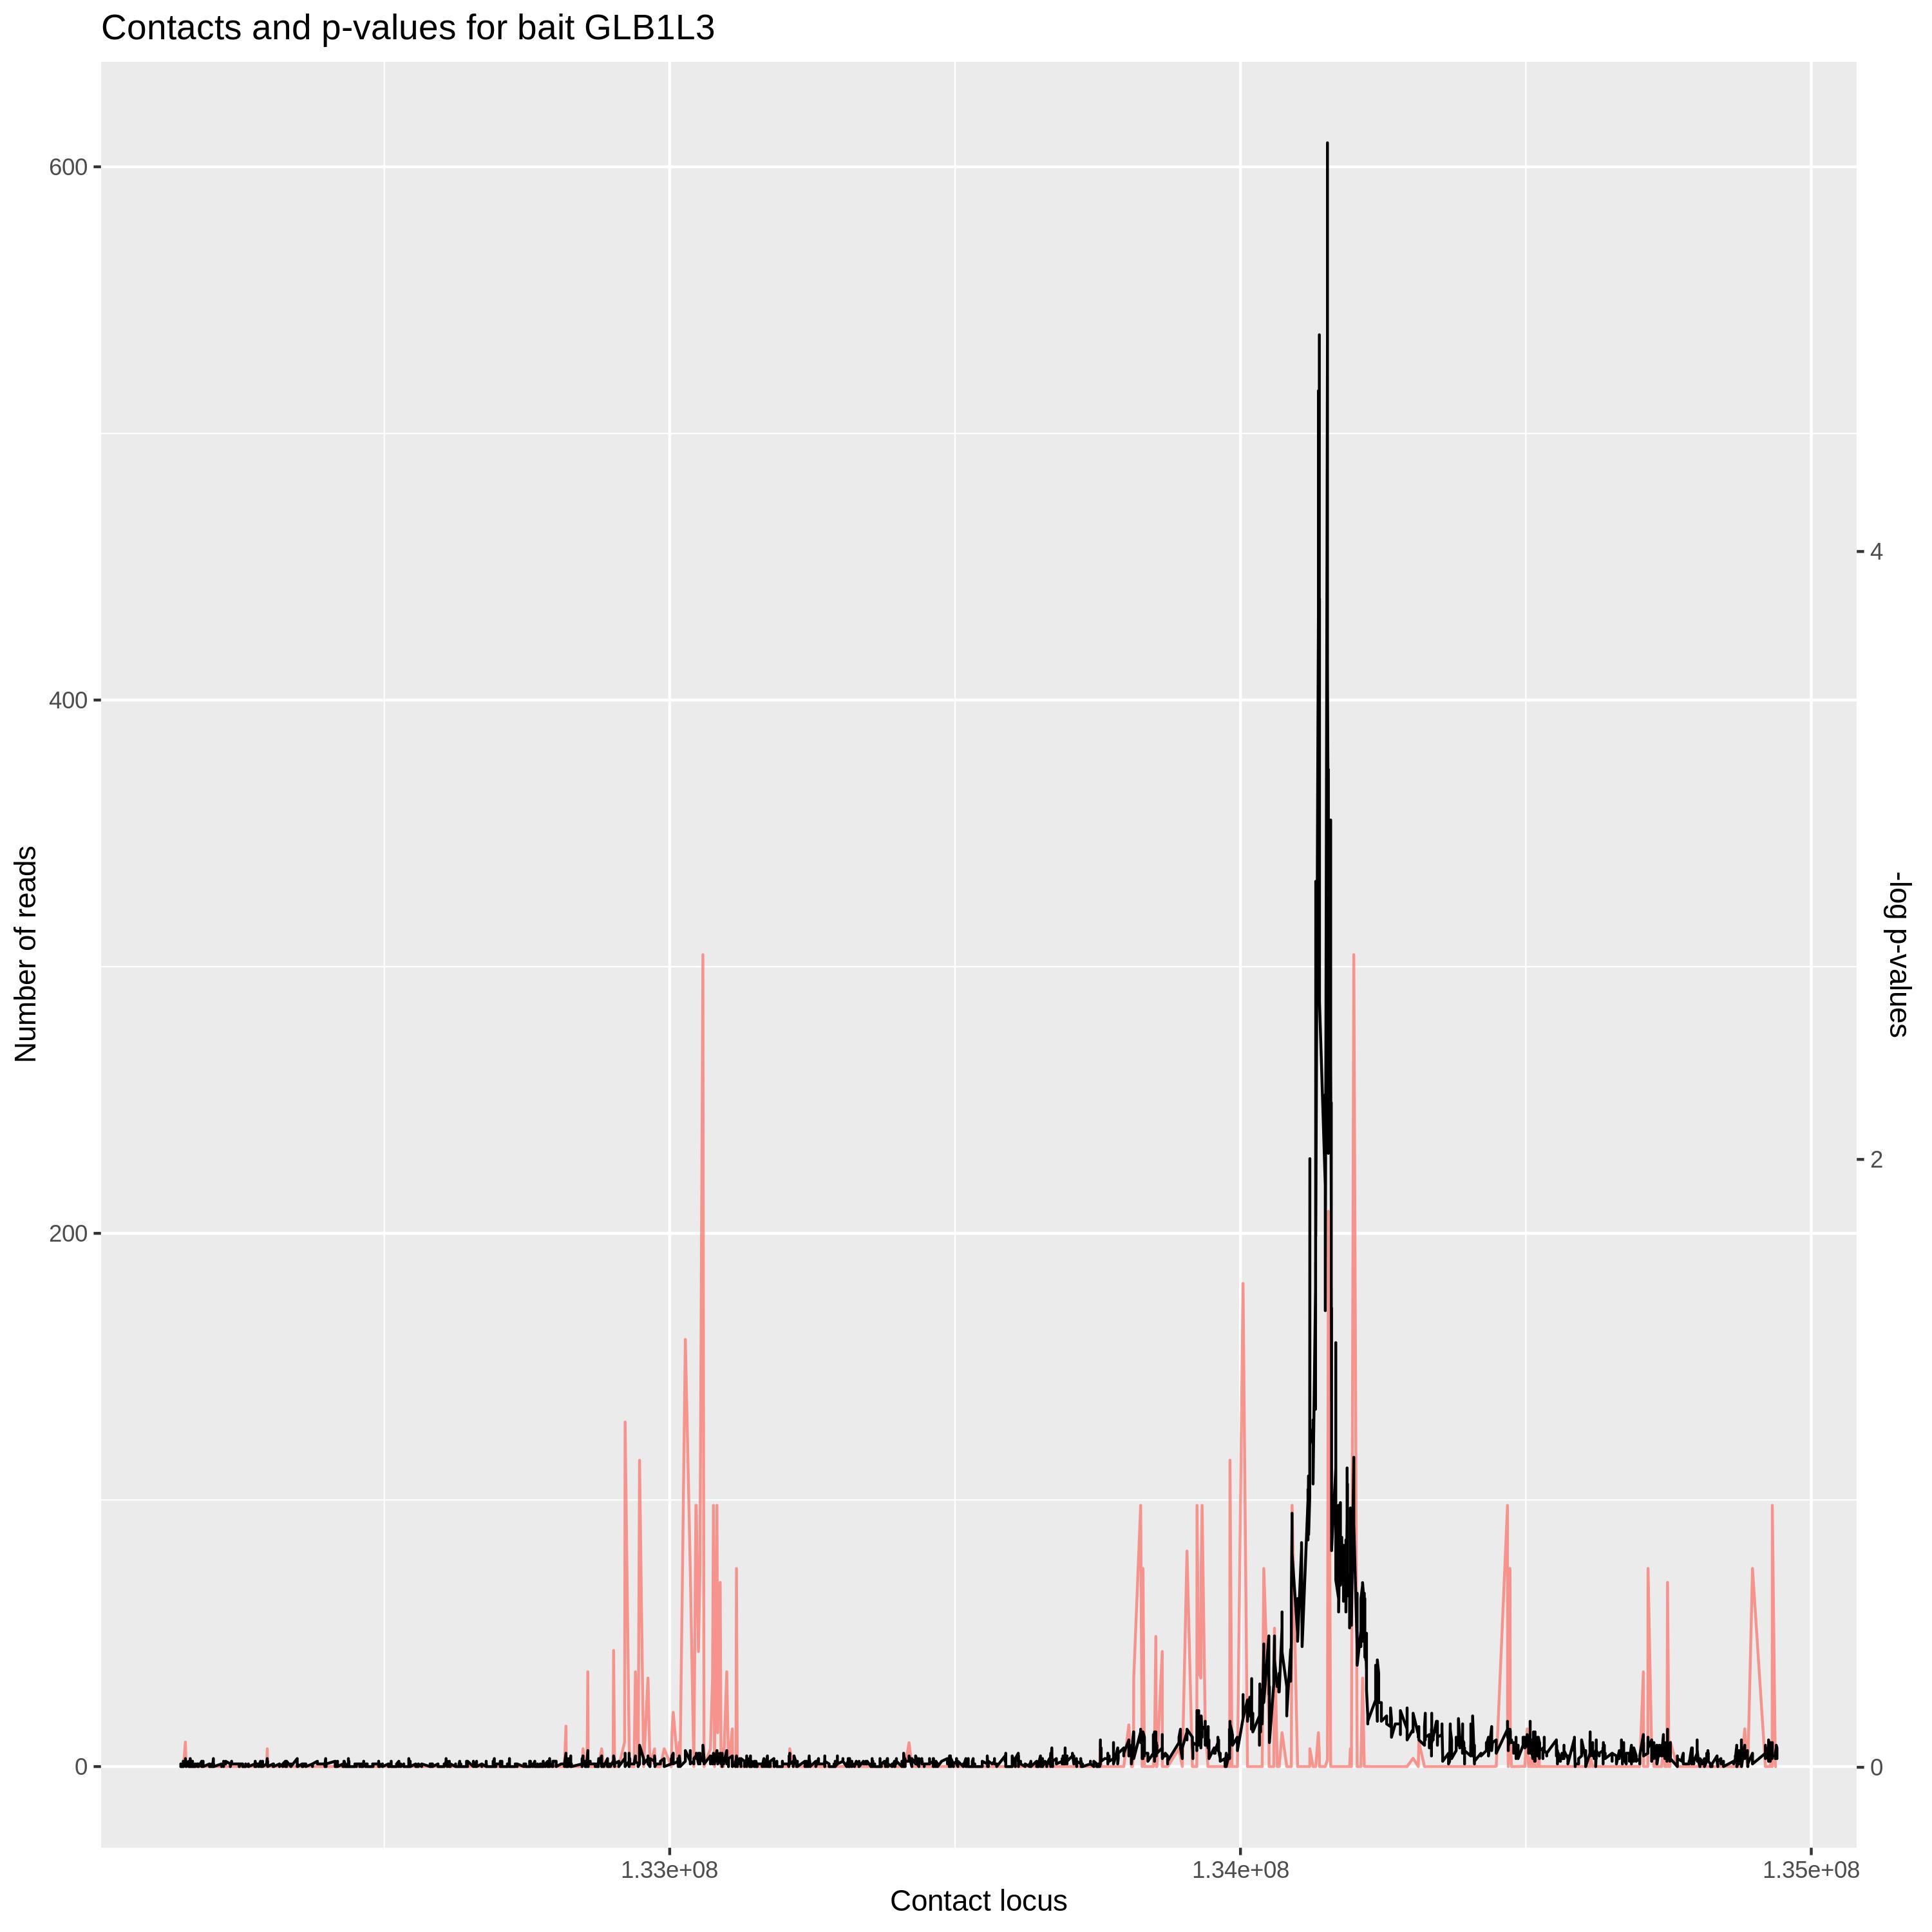 Contacts and p-values for bait GLB1L3
600
400
200
0
Number of reads
4
2
0
-log p-values
1.33e+08
1.34e+08
1.35e+08
Contact locus